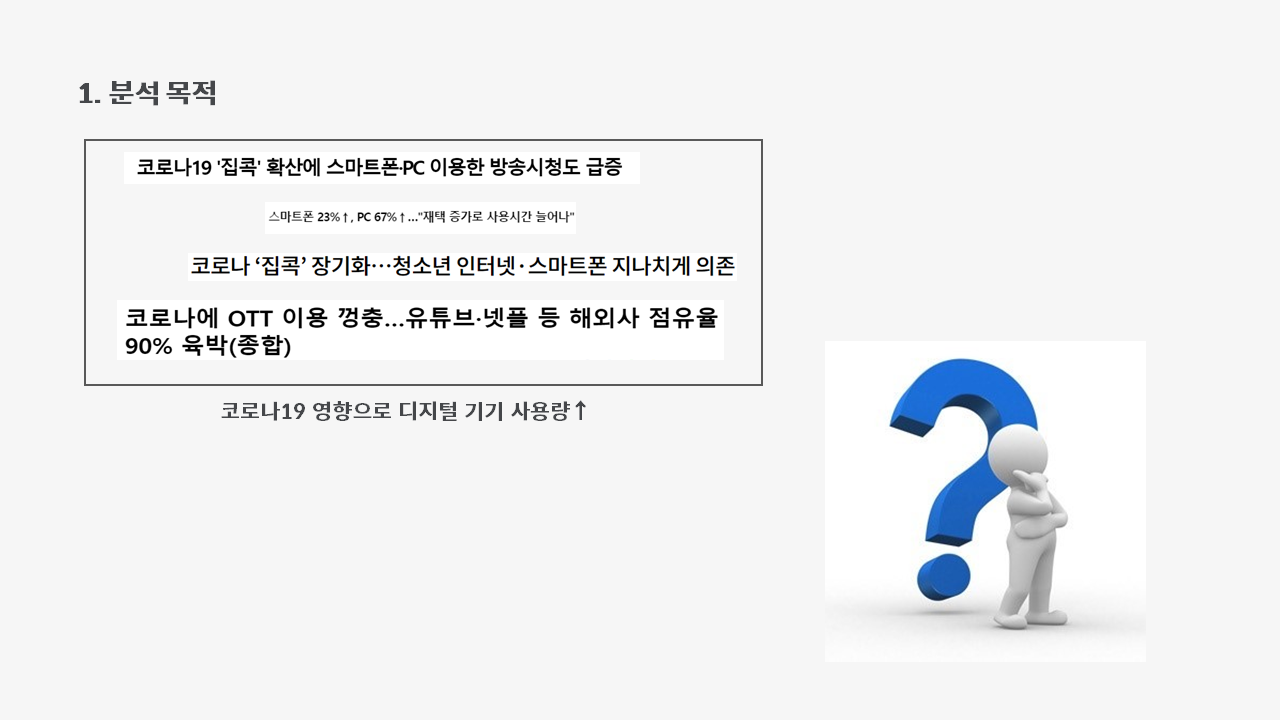 1. 분석 목적
코로나19 '집콕' 확산에 스마트폰·PC 이용한 방송시청도 급증
스마트폰 23%↑, PC 67%↑…"재택 증가로 사용시간 늘어나"
코로나 ‘집콕’ 장기화…청소년 인터넷·스마트폰 지나치게 의존
코로나에 OTT 이용 껑충…유튜브·넷플 등 해외사 점유율
90% 육박(종합)
코로나19 영향으로 디지털 기기 사용량↑